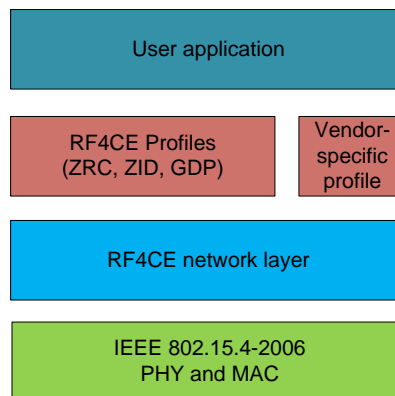 User application
RF4CE Profiles
(ZRC, ZID, GDP)
Vendor-
specific
profile
RF4CE network layer
IEEE 802.15.4-2006
PHY and MAC